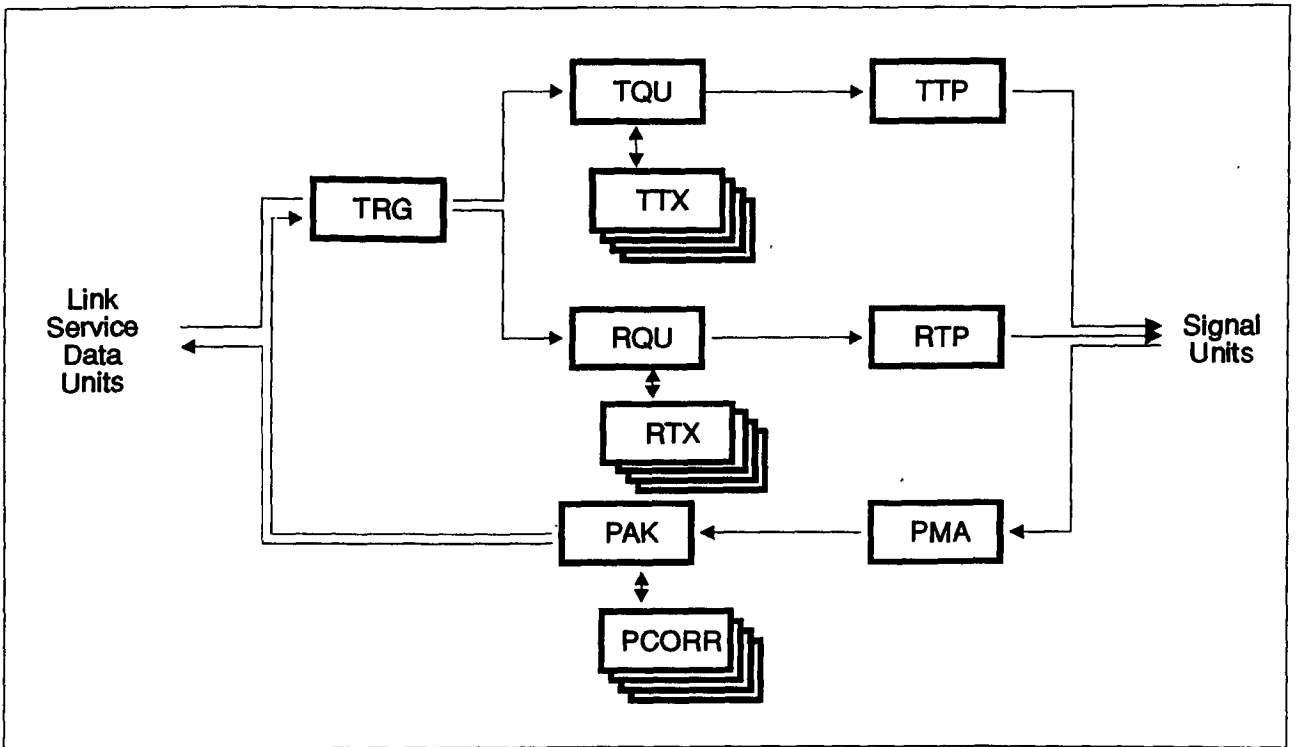 TQU
TTP
TTX
TRG
Link
Service
Data
Units
RQU
RTP
Signal
Units
RTX
PAK
PMA
PCORR